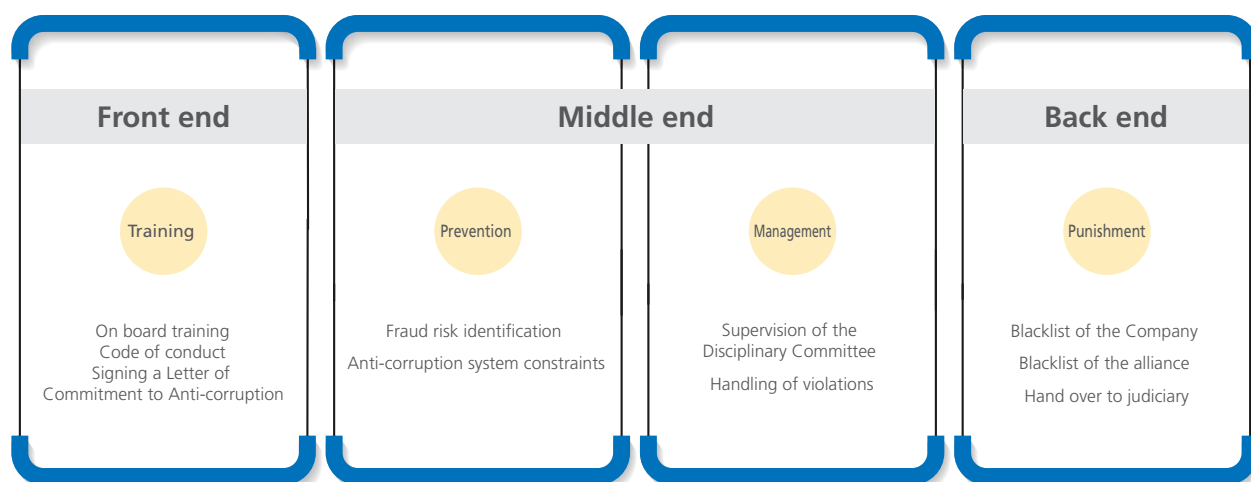 Front end
Middle end
Back end
Training
Prevention
Management
Punishment
On board training
Code of conduct
Signing a Letter of
Commitment to Anti-corruption
Fraud risk identification
Anti-corruption system constraints
Supervision of the
Disciplinary Committee
Handling of violations
Blacklist of the Company
Blacklist of the alliance
Hand over to judiciary